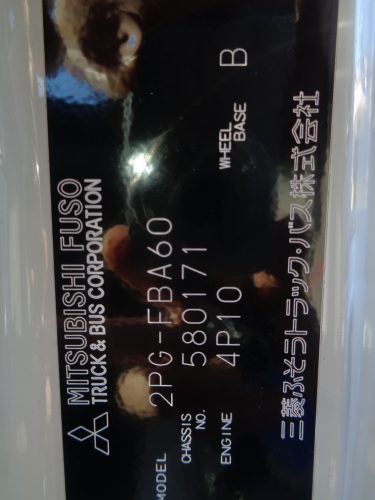 MITSUBISHI FUSO
TRUCK & BUS CORPORATION
MODEL 2PG-FBA60
CHASSIS NO. 580171
ENGINE 4P10 WHEEL BASE B
三菱ふそうトラック・バス株式会社